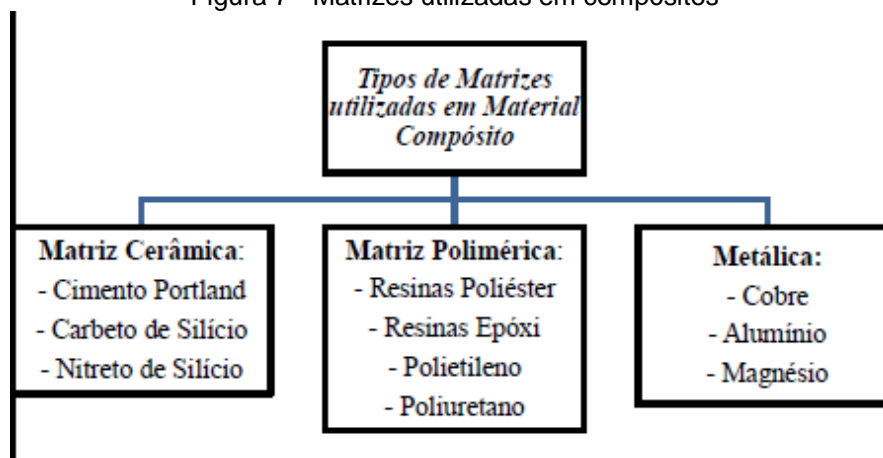 Figura 7 - Matrizes utilizadas em compósitos
Tipos de Matrizes
utilizadas em Material
Compósito
Matriz Cerâmica:
- Cimento Portland
- Carbeto de Silício
- Nitreto de Silício
Matriz Polimérica:
- Resinas Poliéster
- Resinas Epóxi
- Polietileno
- Poliuretano
Metálica:
- Cobre
- Alumínio
- Magnésio